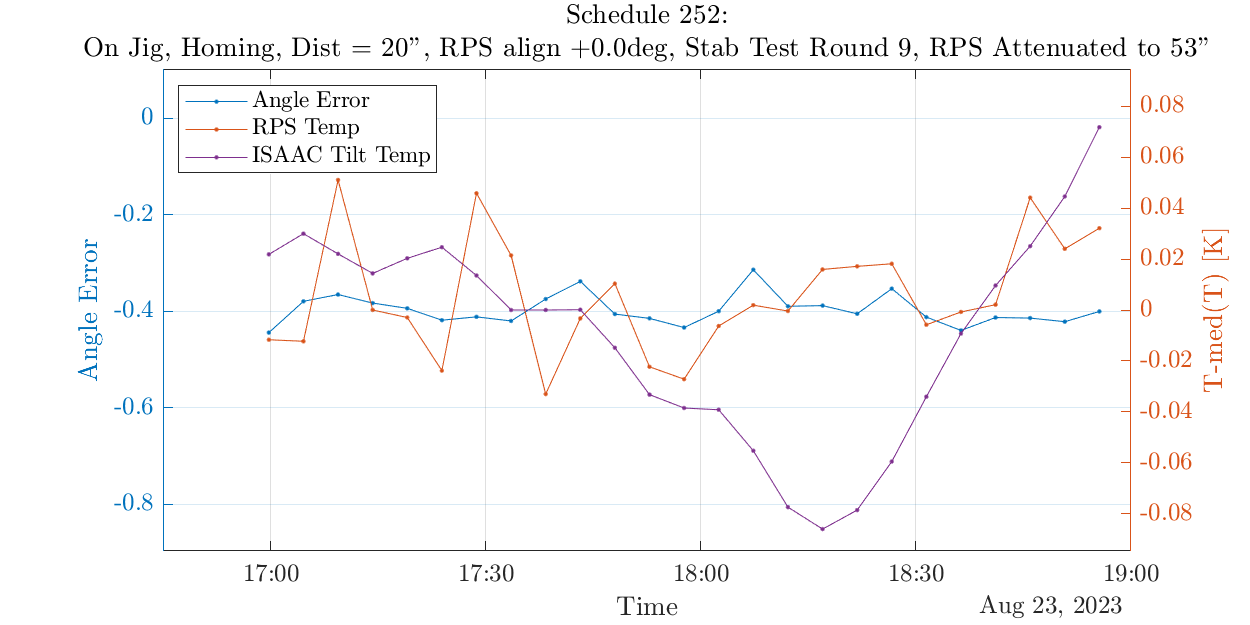 Schedule 252:
On Jig, Homing, Dist = 20", RPS align +0.0deg, Stab Test Round 9, RPS Attenuated to 53"
Angle Error
RPS Temp
ISAAC Tilt Temp
0
-0.2
-0.4
-0.6
-0.8
Angle Error
0.08
0.06
0.04
0.02
0
-0.02
-0.04
-0.06
-0.08
T-med(T) [K]
17:00
17:30
18:00
18:30
19:00
Time
Aug 23, 2023